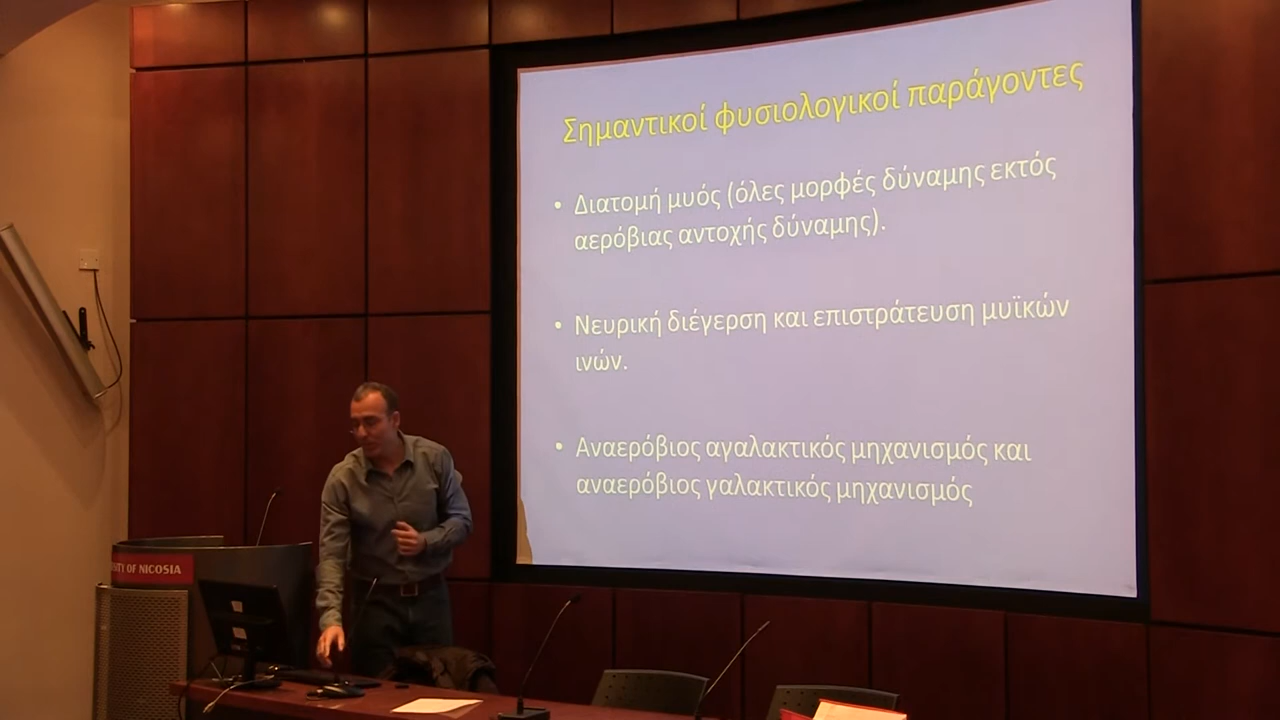 Σημαντικοί φυσιολογικοί παράγοντες
• Διατομή μυός (όλες μορφές δύναμης εκτός
αερόβιας αντοχής δύναμης).
• Νευρική διέγερση και επιστράτευση μυϊκών
ινών.
• Αναερόβιος αγαλακτικός μηχανισμός και
αναερόβιος γαλακτικός μηχανισμός
OF NICOSIA